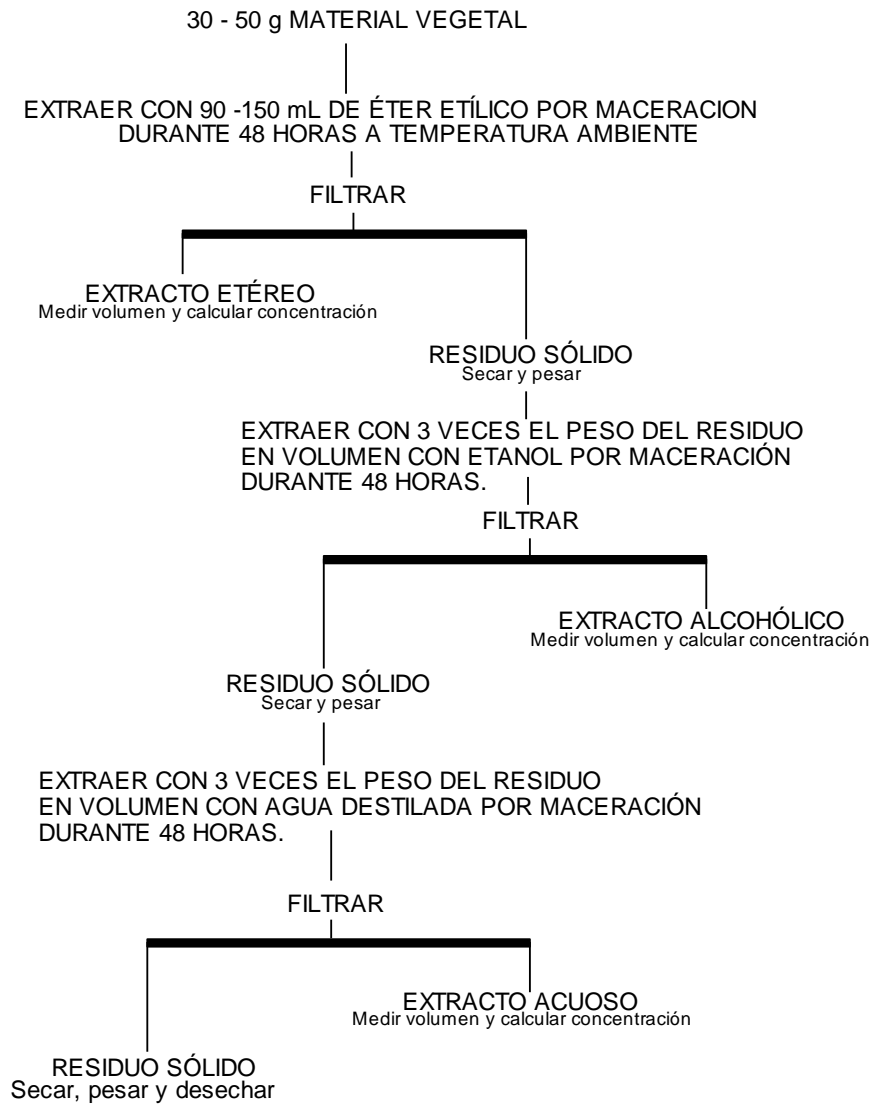 30 - 50 g MATERIAL VEGETAL
EXTRAER CON 90 -150 mL DE ÉTER ETÍLICO POR MACERACION
DURANTE 48 HORAS A TEMPERATURA AMBIENTE
FILTRAR
EXTRACTO ETÉREO
Medir volumen y calcular concentración
RESIDUO SÓLIDO
Secar y pesar
EXTRAER CON 3 VECES EL PESO DEL RESIDUO
EN VOLUMEN CON ETANOL POR MACERACIÓN
DURANTE 48 HORAS.
FILTRAR
EXTRACTO ALCOHÓLICO
Medir volumen y calcular concentración
RESIDUO SÓLIDO
Secar y pesar
EXTRAER CON 3 VECES EL PESO DEL RESIDUO
EN VOLUMEN CON AGUA DESTILADA POR MACERACIÓN
DURANTE 48 HORAS.
FILTRAR
EXTRACTO ACUOSO
Medir volumen y calcular concentración
RESIDUO SÓLIDO
Secar, pesar y desechar